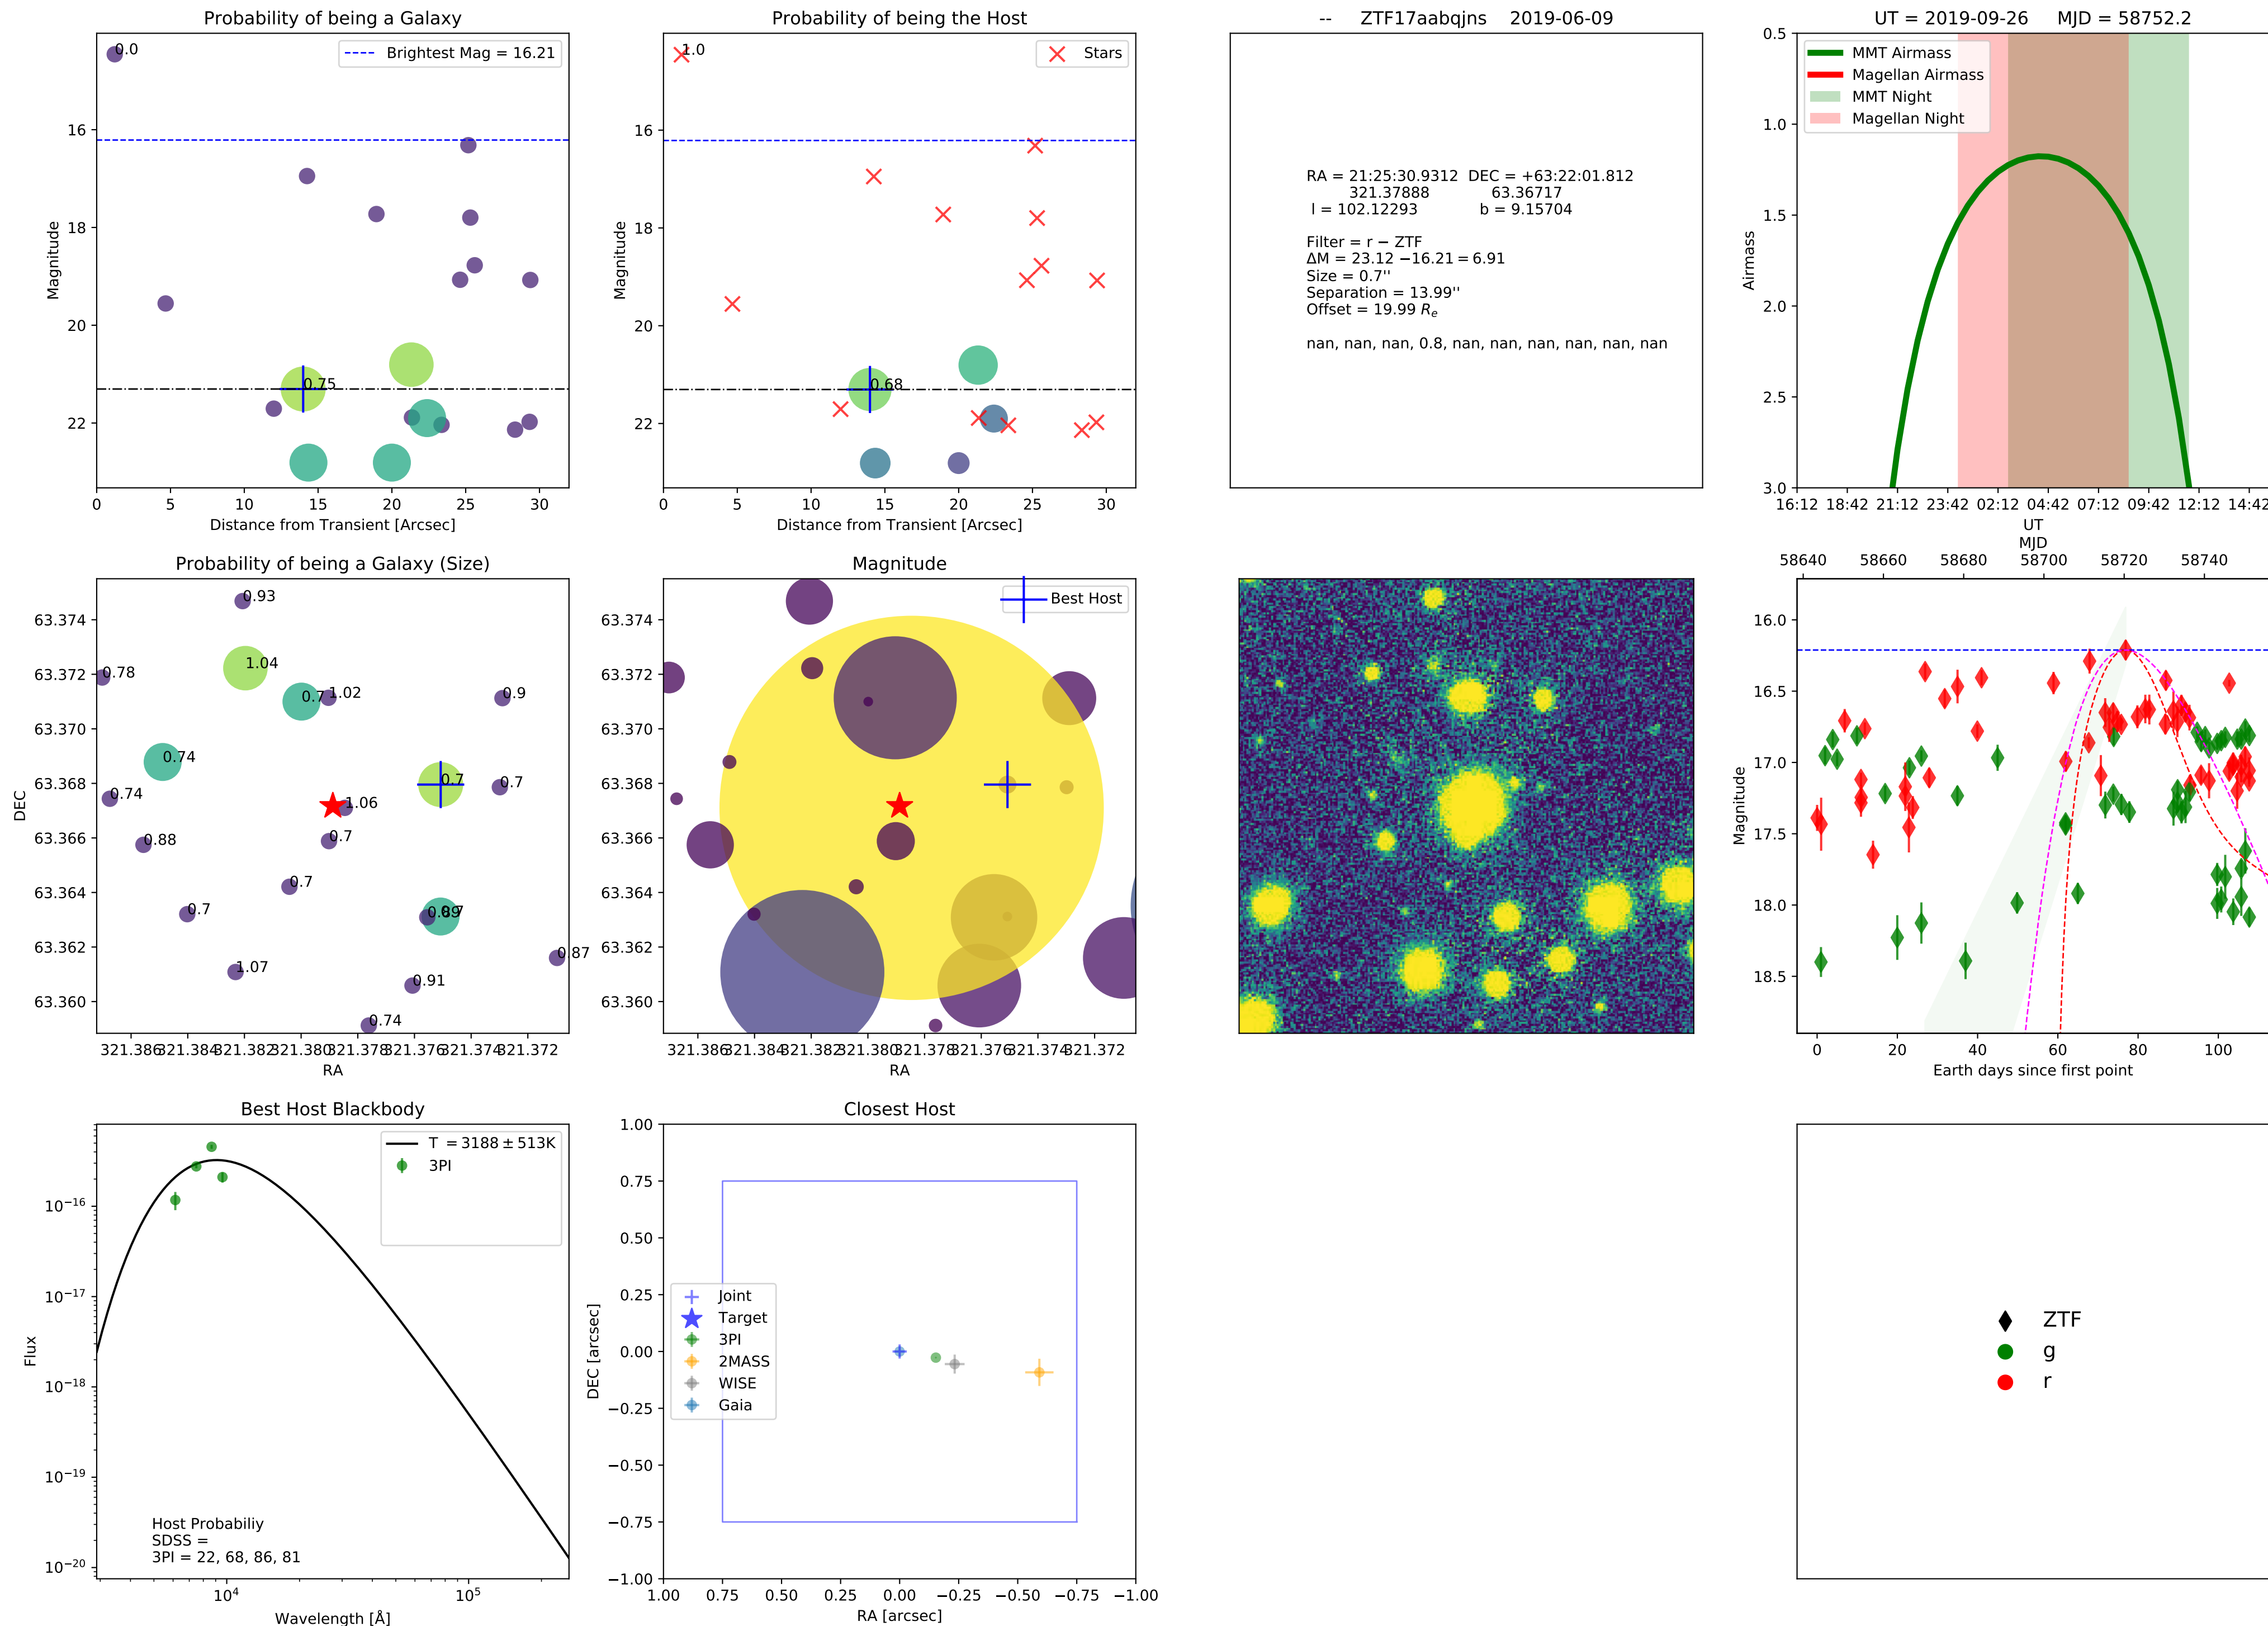 Probability of being a Galaxy
0.0
Brightest Mag = 16.21
0.75
16
18
20
22
Magnitude
0 5 10 15 20 25 30
Distance from Transient [Arcsec]
Probability of being the Host
1.0
Stars
0.68
16
18
20
22
Magnitude
0 5 10 15 20 25 30
Distance from Transient [Arcsec]
-- ZTF17aabqjns 2019-06-09
RA = 21:25:30.9312 DEC = +63:22:01.812
321.37888 63.36717
l = 102.12293 b = 9.15704
Filter = r − ZTF
ΔM = 23.12 −16.21 = 6.91
Size = 0.7''
Separation = 13.99''
Offset = 19.99 Rₑ
nan, nan, nan, 0.8, nan, nan, nan, nan, nan, nan
UT = 2019-09-26 MJD = 58752.2
MMT Airmass
Magellan Airmass
MMT Night
Magellan Night
0.5
1.0
1.5
2.0
2.5
3.0
Airmass
16:12 18:42 21:12 23:42 02:12 04:42 07:12 09:42 12:12 14:42
UT
Probability of being a Galaxy (Size)
0.93
1.04
0.78
0.7
1.02
0.9
0.74
0.7
0.7
0.74
1.06
0.88
0.7
0.7
0.7
0.89
0.7
0.87
1.07
0.91
0.74
63.374
63.372
63.370
63.368
63.366
63.364
63.362
63.360
DEC
321.386 321.384 321.382 321.380 321.378 321.376 321.374 321.372
RA
Magnitude
Best Host
63.374
63.372
63.370
63.368
63.366
63.364
63.362
63.360
321.386 321.384 321.382 321.380 321.378 321.376 321.374 321.372
RA
MJD
58640 58660 58680 58700 58720 58740
16.0
16.5
17.0
17.5
18.0
18.5
Magnitude
0 20 40 60 80 100
Earth days since first point
Best Host Blackbody
T = 3188 ± 513K
3PI
10⁻¹⁶
10⁻¹⁷
10⁻¹⁸
10⁻¹⁹
10⁻²⁰
Flux
Host Probabiliy
SDSS =
3PI = 22, 68, 86, 81
10⁴ 10⁵
Wavelength [Å]
Closest Host
1.00
0.75
0.50
0.25
0.00
−0.25
−0.50
−0.75
−1.00
DEC [arcsec]
Joint
Target
3PI
2MASS
WISE
Gaia
1.00 0.75 0.50 0.25 0.00 −0.25 −0.50 −0.75 −1.00
RA [arcsec]
ZTF
g
r